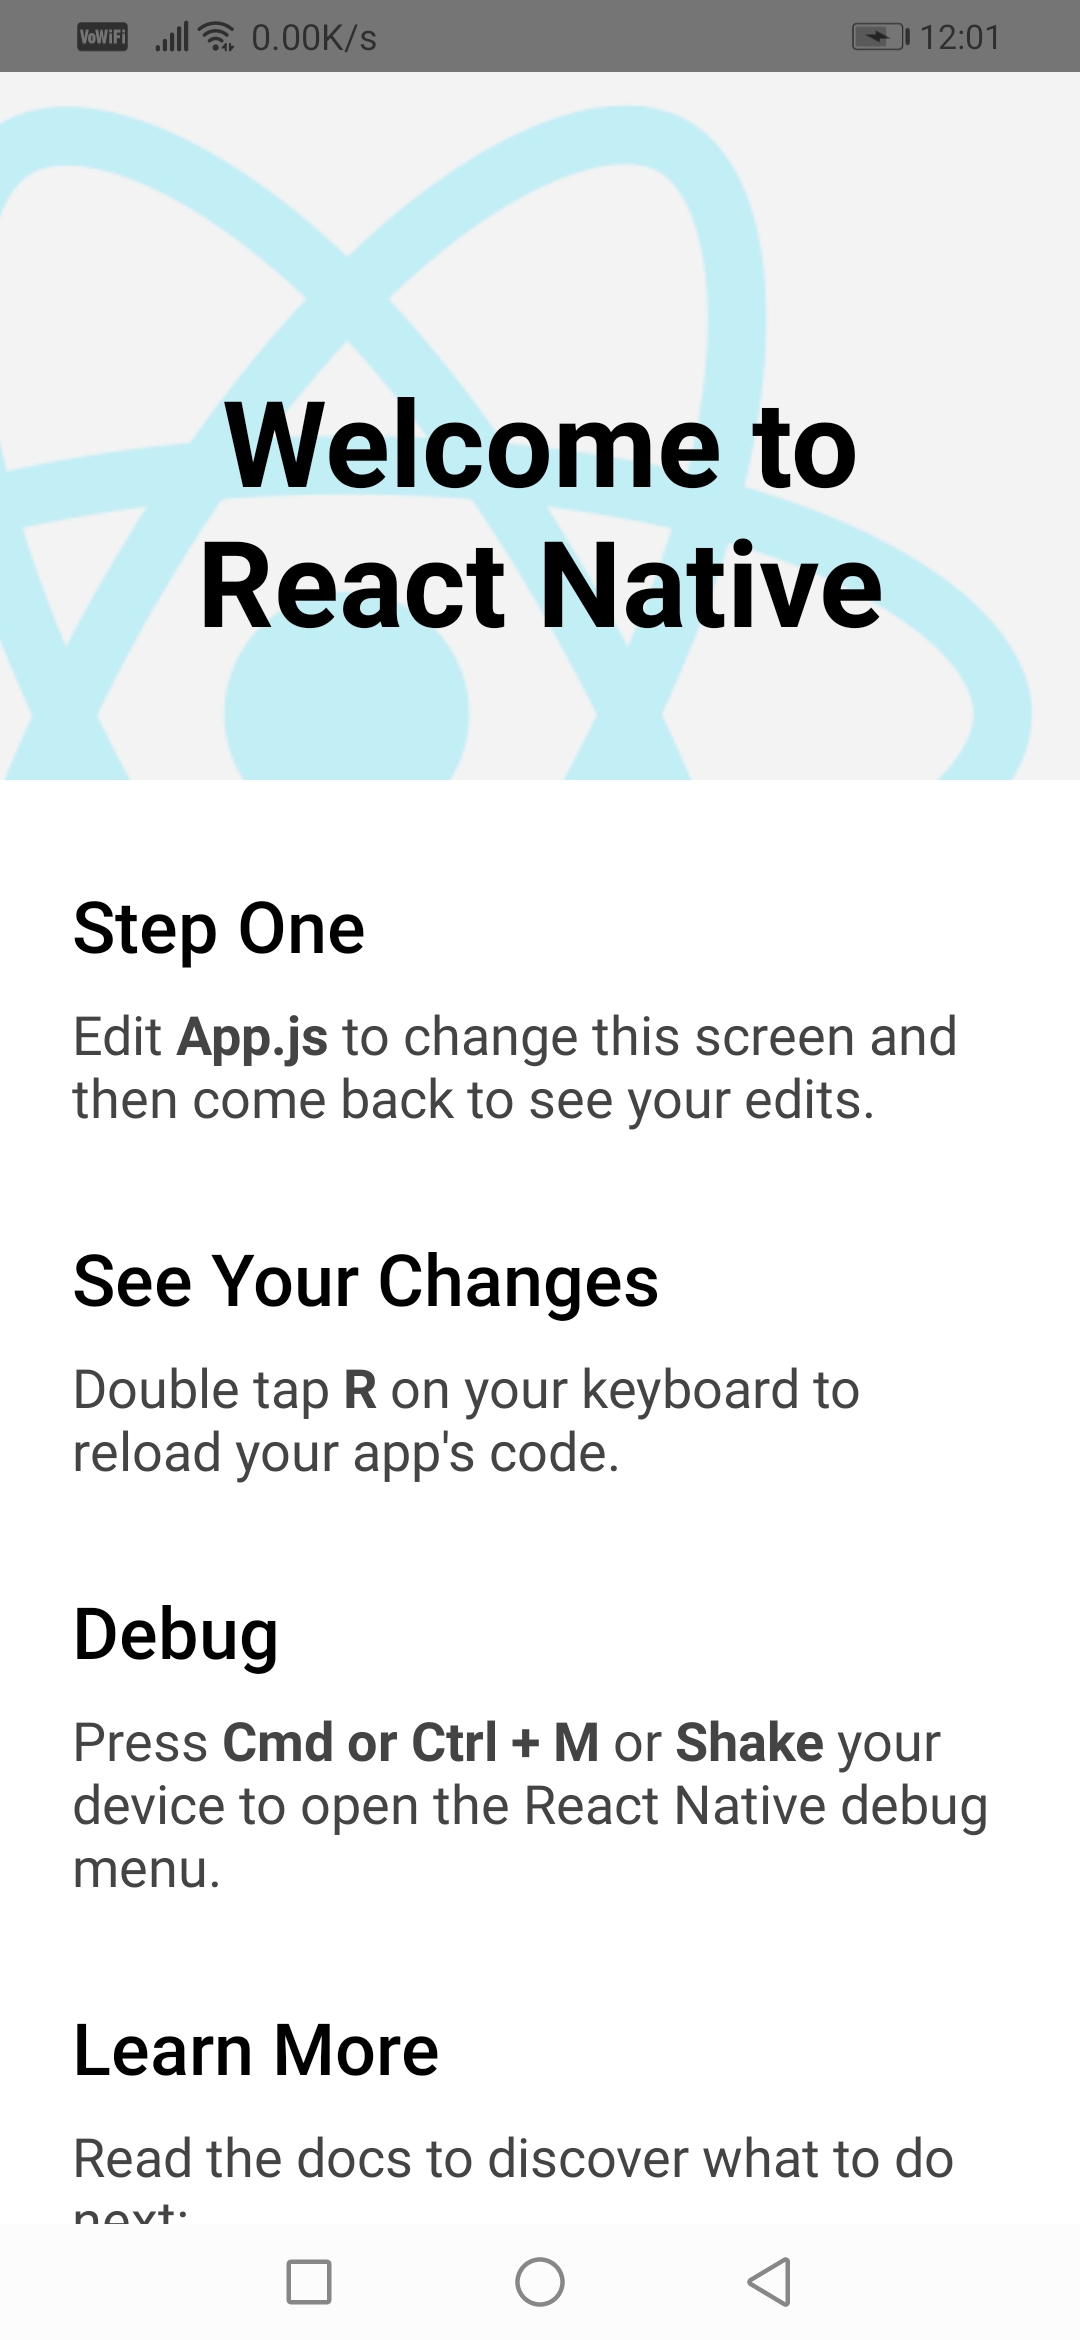 VoWiFi 0.00K/s 12:01
Welcome to
React Native
Step One
Edit App.js to change this screen and
then come back to see your edits.
See Your Changes
Double tap R on your keyboard to
reload your app's code.
Debug
Press Cmd or Ctrl + M or Shake your
device to open the React Native debug
menu.
Learn More
Read the docs to discover what to do
next: